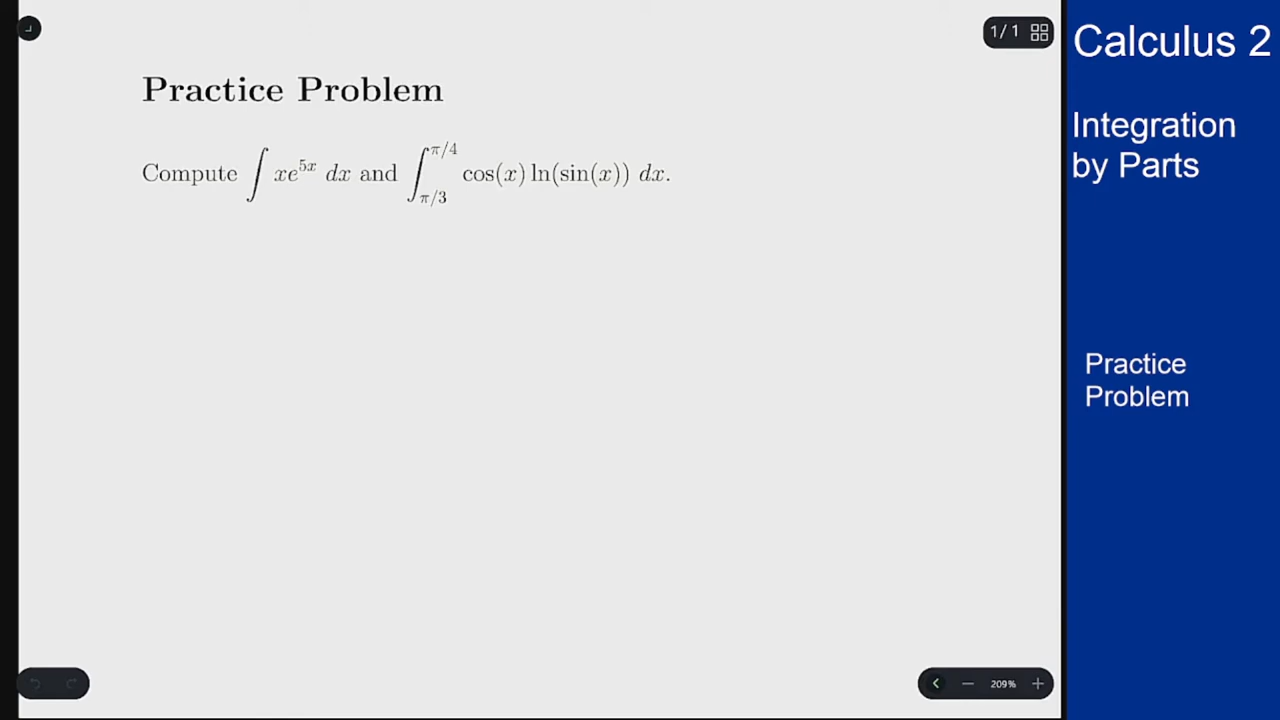 1/1
Practice Problem
Compute ∫ xe^{5x} dx and ∫_{π/3}^{π/4} cos(x) ln(sin(x)) dx.
Calculus 2
Integration
by Parts
Practice
Problem
209%